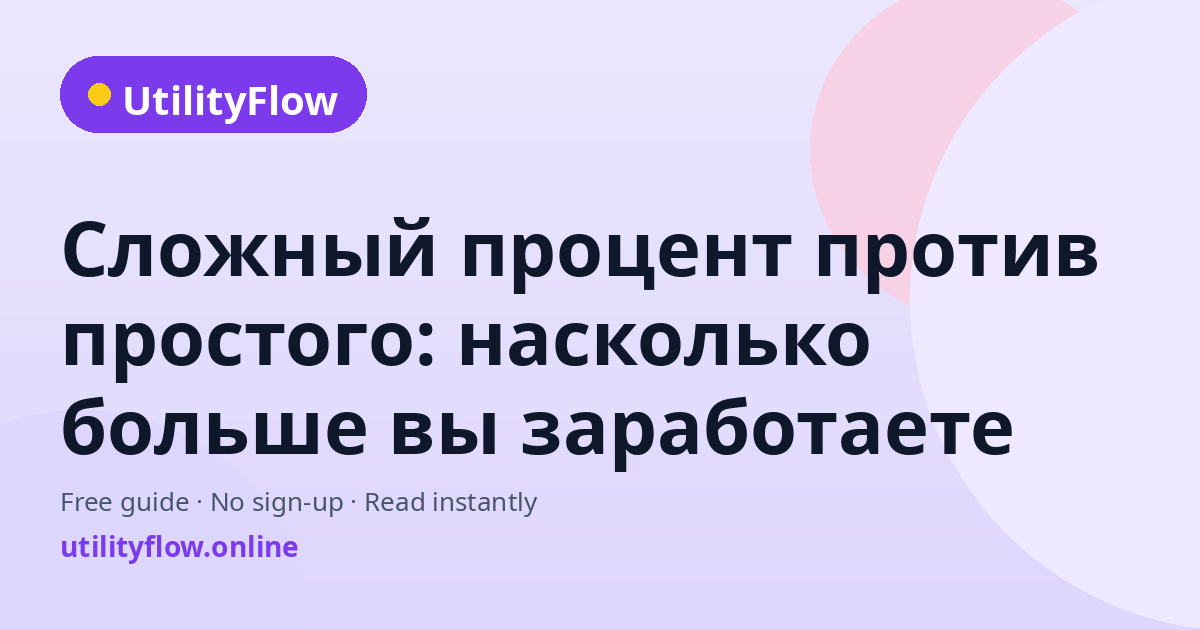 UtilityFlow
Сложный процент против
простого: насколько
больше вы заработаете
Free guide · No sign-up · Read instantly
utilityflow.online